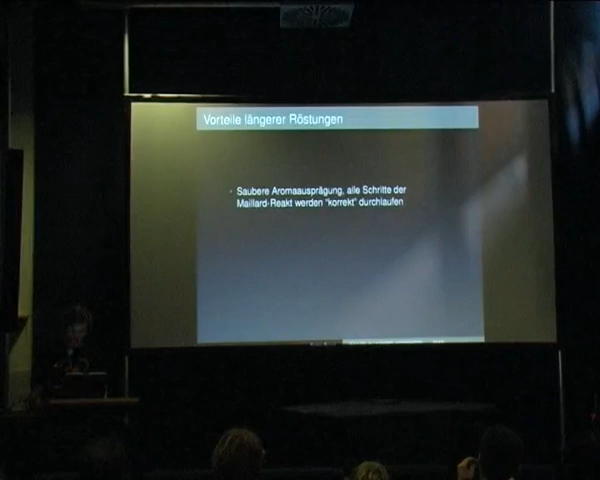 Vorteile längerer Röstungen
Saubere Aromaausprägung, alle Schritte der
Maillard-Reakt werden "korrekt" durchlaufen